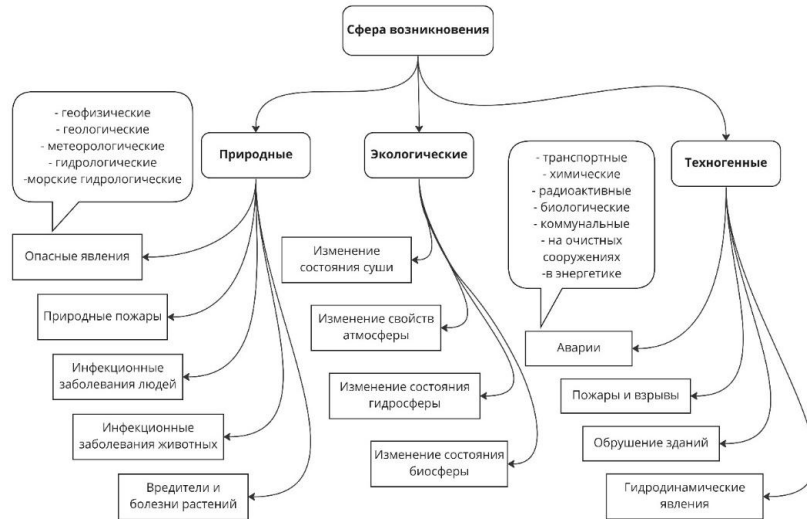 Сфера возникновения
- геофизические
- геологические
- метеорологические
- гидрологические
-морские гидрологические
Природные
Экологические
Техногенные
- транспортные
- химические
- радиоактивные
- биологические
- коммунальные
- на очистных
сооружениях
-в энергетике
Опасные явления
Природные пожары
Инфекционные
заболевания людей
Инфекционные
заболевания животных
Вредители и
болезни растений
Изменение
состояния суши
Изменение свойств
атмосферы
Изменение состояния
гидросферы
Изменение состояния
биосферы
Аварии
Пожары и взрывы
Обрушение зданий
Гидродинамические
явления